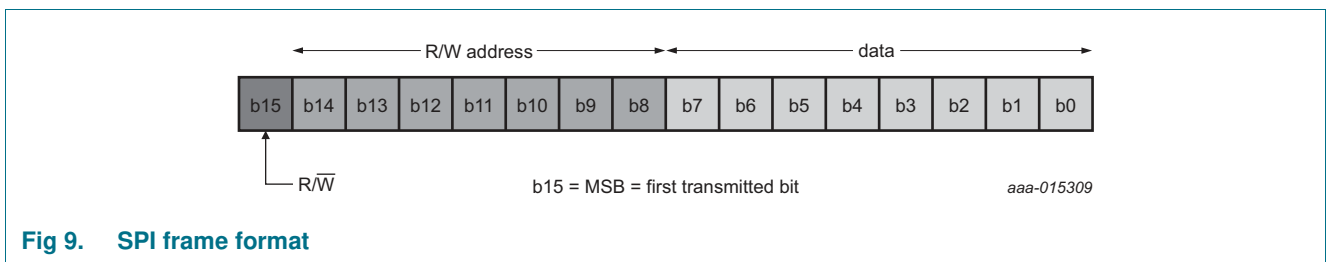 R/W address data
b15 b14 b13 b12 b11 b10 b9 b8 b7 b6 b5 b4 b3 b2 b1 b0
R/W̅ b15 = MSB = first transmitted bit aaa-015309
Fig 9. SPI frame format